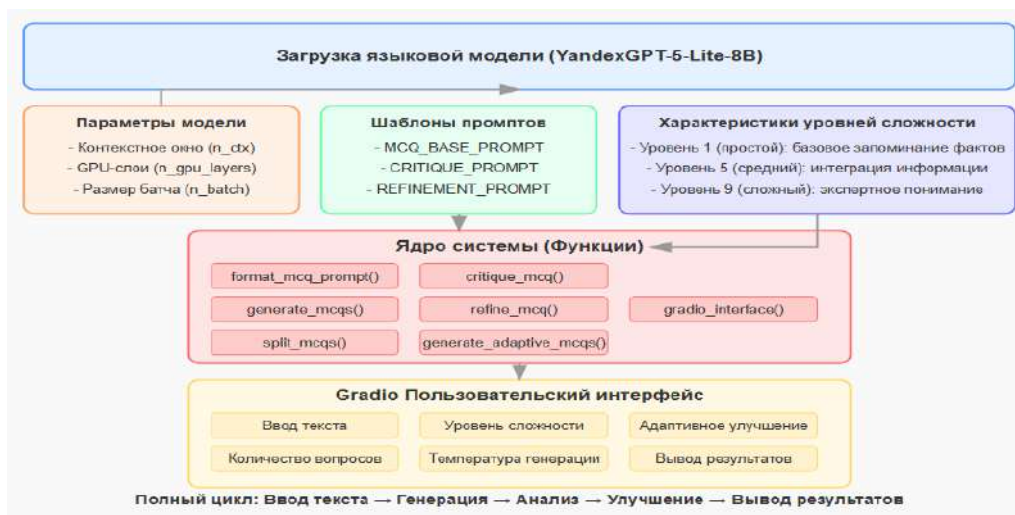 Загрузка языковой модели (YandexGPT-5-Lite-8B)
Параметры модели
- Контекстное окно (n_ctx)
- GPU-слои (n_gpu_layers)
- Размер батча (n_batch)
Шаблоны промптов
- MCQ_BASE_PROMPT
- CRITIQUE_PROMPT
- REFINEMENT_PROMPT
Характеристики уровней сложности
- Уровень 1 (простой): базовое запоминание фактов
- Уровень 5 (средний): интеграция информации
- Уровень 9 (сложный): экспертное понимание
Ядро системы (Функции)
format_mcq_prompt()
critique_mcq()
generate_mcqs()
refine_mcq()
gradio_interface()
split_mcqs()
generate_adaptive_mcqs()
Gradio Пользовательский интерфейс
Ввод текста
Уровень сложности
Адаптивное улучшение
Количество вопросов
Температура генерации
Вывод результатов
Полный цикл: Ввод текста → Генерация → Анализ → Улучшение → Вывод результатов